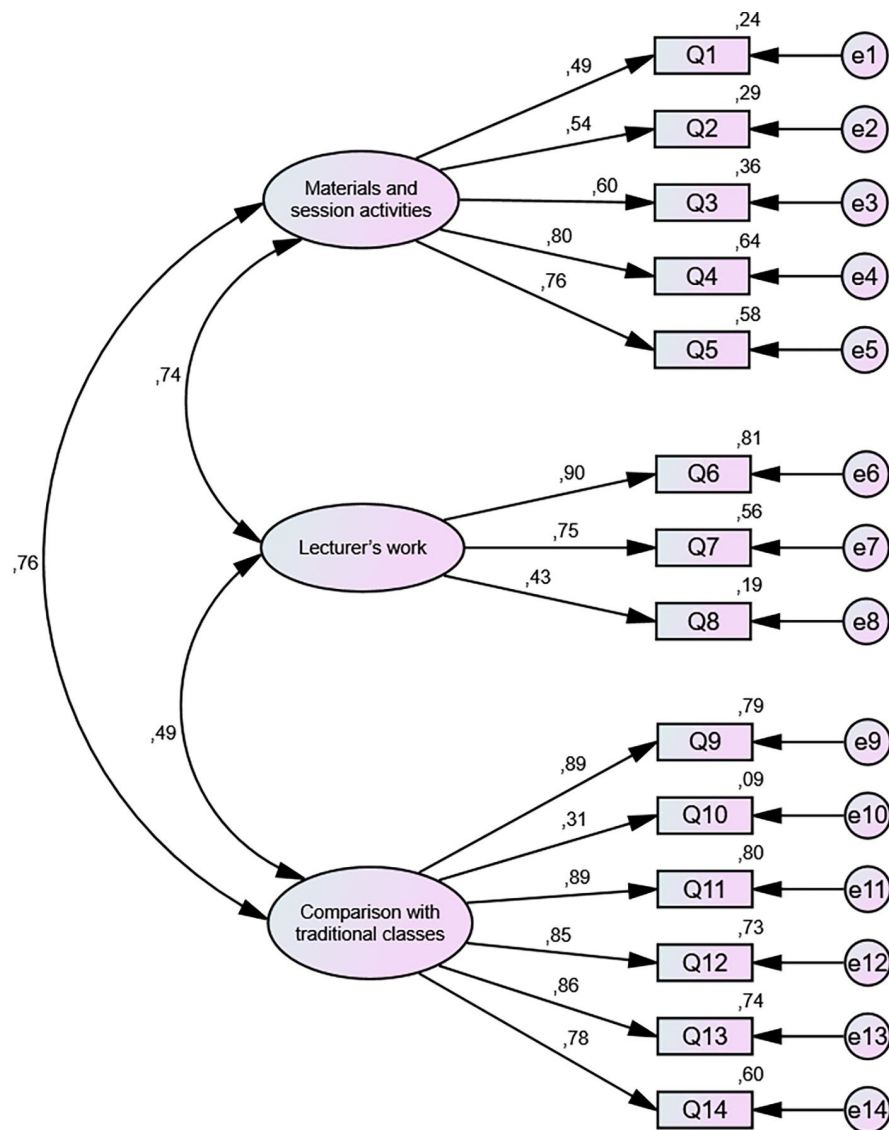 ,24
Q1
e1
,49
,29
Q2
e2
,54
,36
Q3
e3
,60
Materials and
session activities
,64
Q4
e4
,80
,58
Q5
e5
,76
,74
,81
Q6
e6
,90
,56
Q7
e7
,75
Lecturer's work
,19
Q8
e8
,43
,76
,49
,79
Q9
e9
,89
,09
Q10
e10
,31
,80
Q11
e11
,89
Comparison with
traditional classes
,73
Q12
e12
,85
,74
Q13
e13
,86
,60
Q14
e14
,78